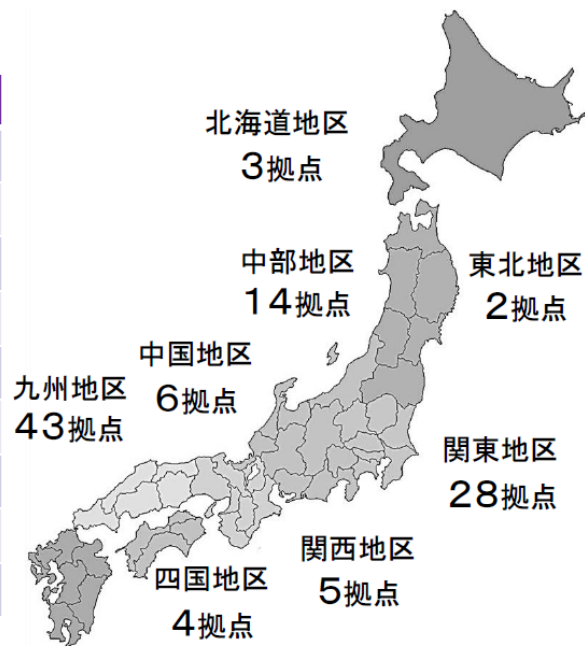 北海道地区
3拠点
中部地区
14拠点
東北地区
2拠点
中国地区
6拠点
九州地区
43拠点
関東地区
28拠点
関西地区
5拠点
四国地区
4拠点